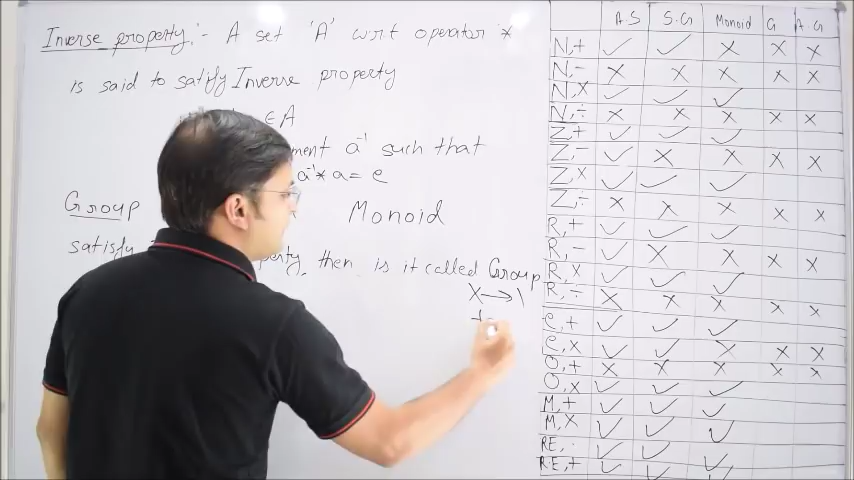 Inverse property:- A set 'A' w.r.t operator *
is said to satisfy Inverse property
∈ A
ment a⁻¹ such that
a⁻¹ * a = e
Group Monoid
satisfy perty, then is it called Group
X → 1
+
A.S S.G Monoid G A.G
N,+ ✓ ✓ × × ×
N,- × × × × ×
N,× ✓ ✓ ✓
N,÷ × × × × ×
Z,+ ✓ ✓ ✓
Z,- ✓ × × × ×
Z,× ✓ ✓ ✓
Z,÷ × × × × ×
R,+ ✓ ✓ ✓
R,- ✓ × × × ×
R,× ✓ ✓ ✓
R,÷ × × × × ×
e,+ ✓ ✓ ✓
e,× ✓ ✓ × × ×
O,+ × × × × ×
O,× ✓ ✓ ✓
M,+ ✓ ✓ ✓
M,× ✓ ✓ ✓
RE,· ✓ ✓ ✓
R.E,+ ✓ ✓ ✓